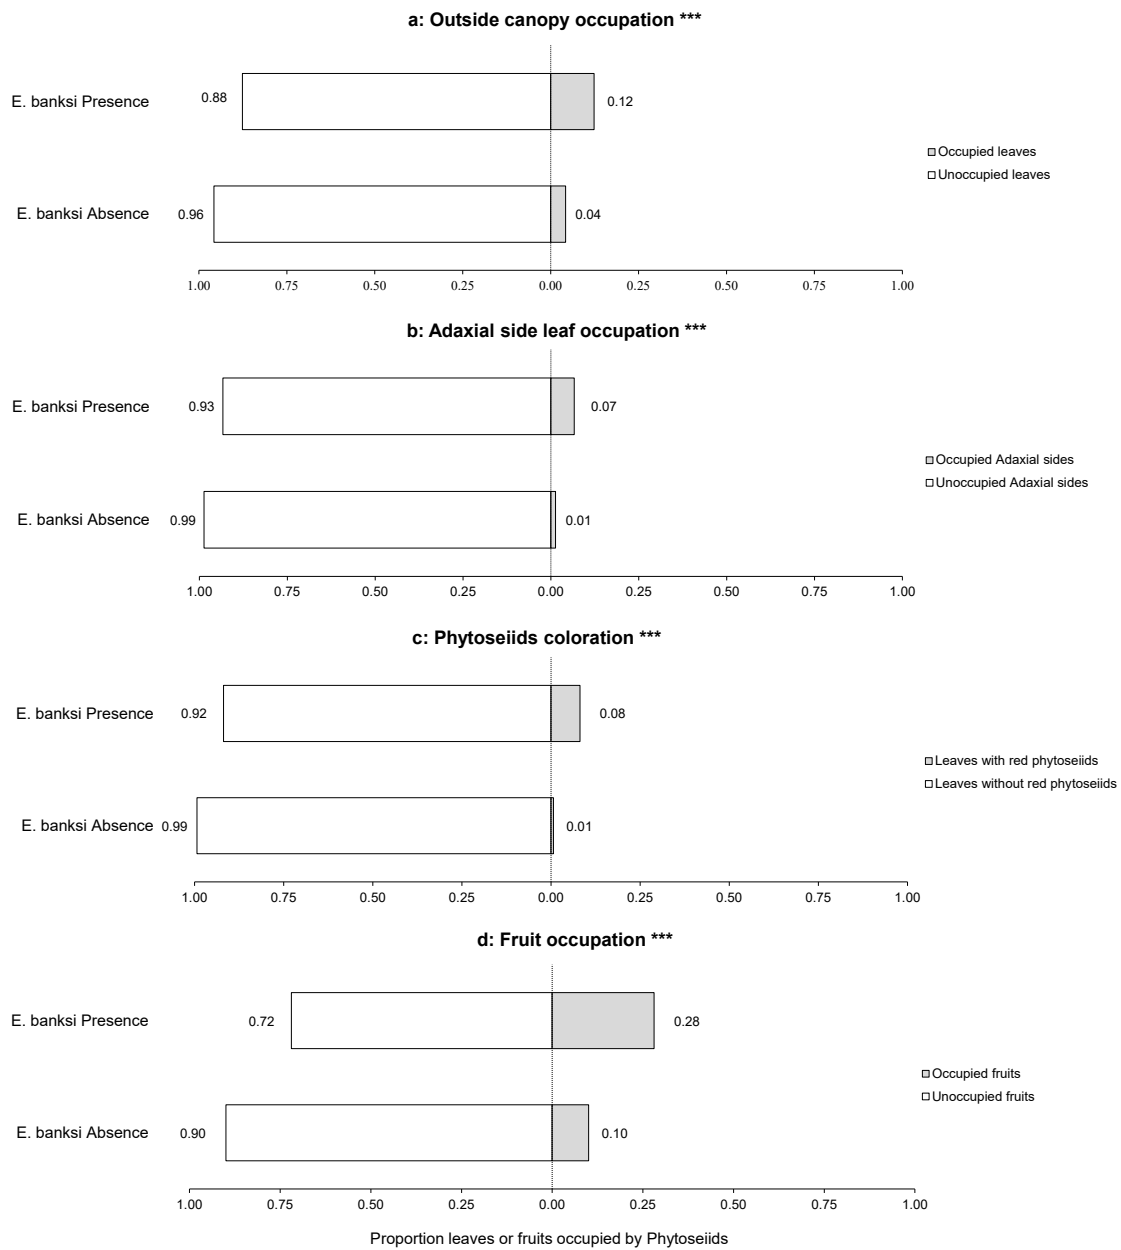 a: Outside canopy occupation ***
E. banksi Presence
0.88
0.12
Occupied leaves
Unoccupied leaves
E. banksi Absence
0.96
0.04
1.00 0.75 0.50 0.25 0.00 0.25 0.50 0.75 1.00
b: Adaxial side leaf occupation ***
E. banksi Presence
0.93
0.07
Occupied Adaxial sides
Unoccupied Adaxial sides
E. banksi Absence
0.99
0.01
1.00 0.75 0.50 0.25 0.00 0.25 0.50 0.75 1.00
c: Phytoseiids coloration ***
E. banksi Presence
0.92
0.08
Leaves with red phytoseiids
Leaves without red phytoseiids
E. banksi Absence
0.99
0.01
1.00 0.75 0.50 0.25 0.00 0.25 0.50 0.75 1.00
d: Fruit occupation ***
E. banksi Presence
0.72
0.28
Occupied fruits
Unoccupied fruits
E. banksi Absence
0.90
0.10
1.00 0.75 0.50 0.25 0.00 0.25 0.50 0.75 1.00
Proportion leaves or fruits occupied by Phytoseiids